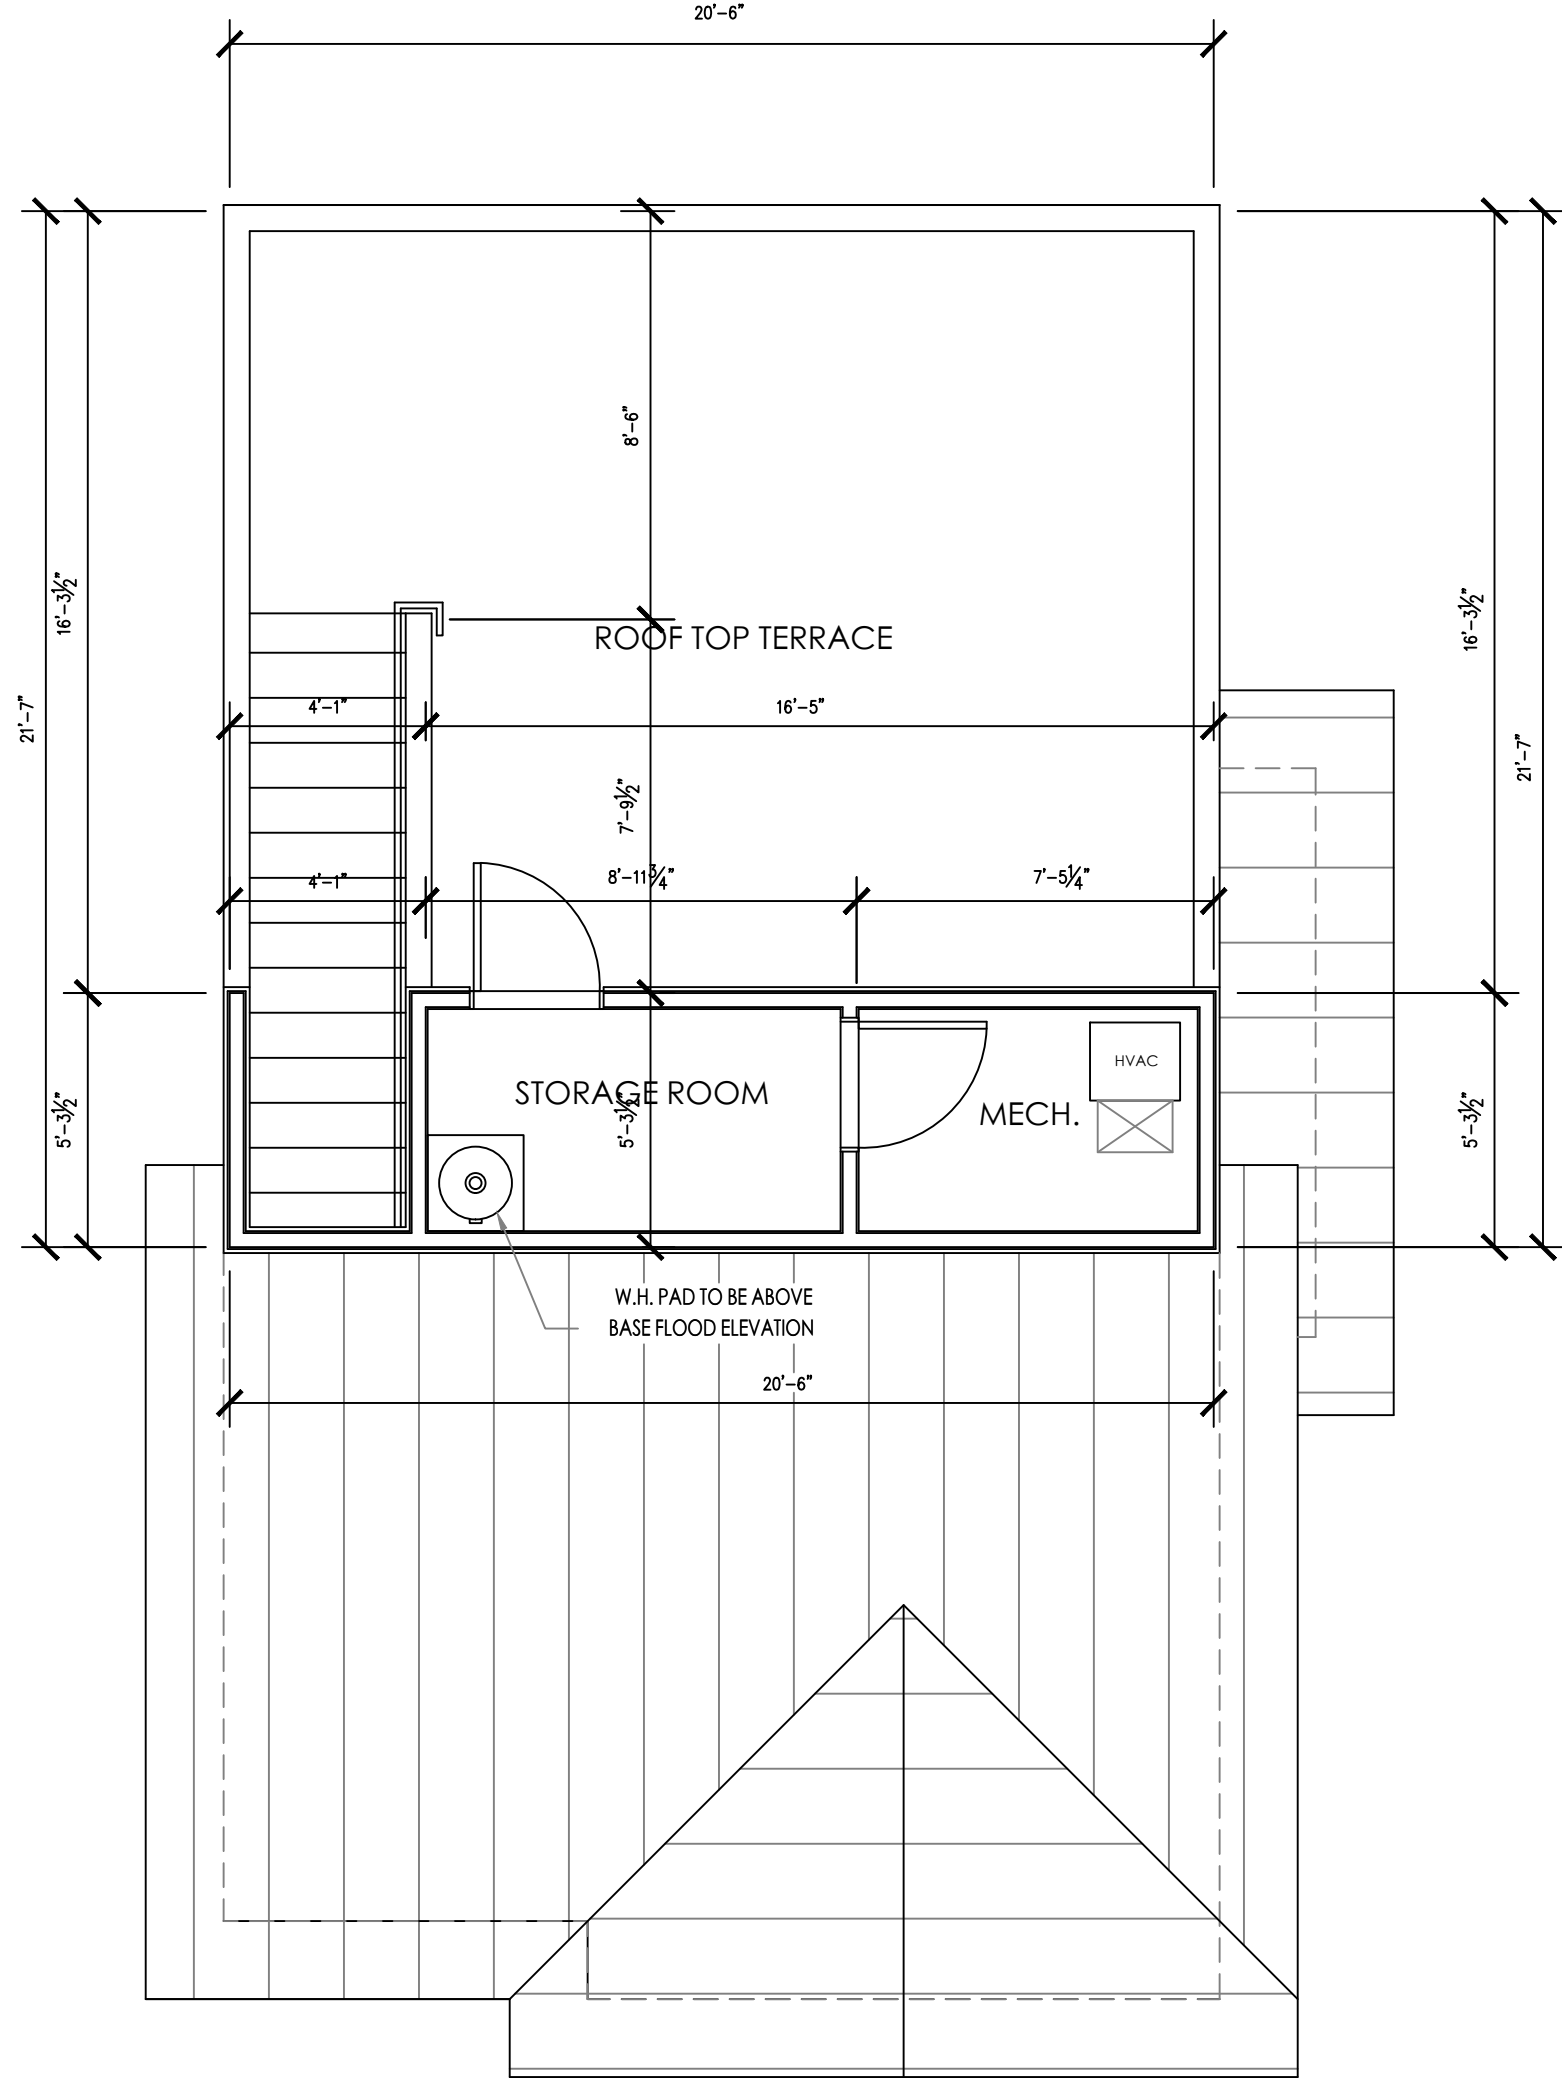 20'-6"
8'-6"
16'-3½"
16'-3½"
ROOF TOP TERRACE
21'-7"
4'-1"
16'-5"
21'-7"
7'-9½"
4'-1"
8'-11¾"
7'-5¼"
HVAC
STORAGE ROOM
MECH.
5'-3½"
5'-3½"
5'-3½"
W.H. PAD TO BE ABOVE
BASE FLOOD ELEVATION
20'-6"